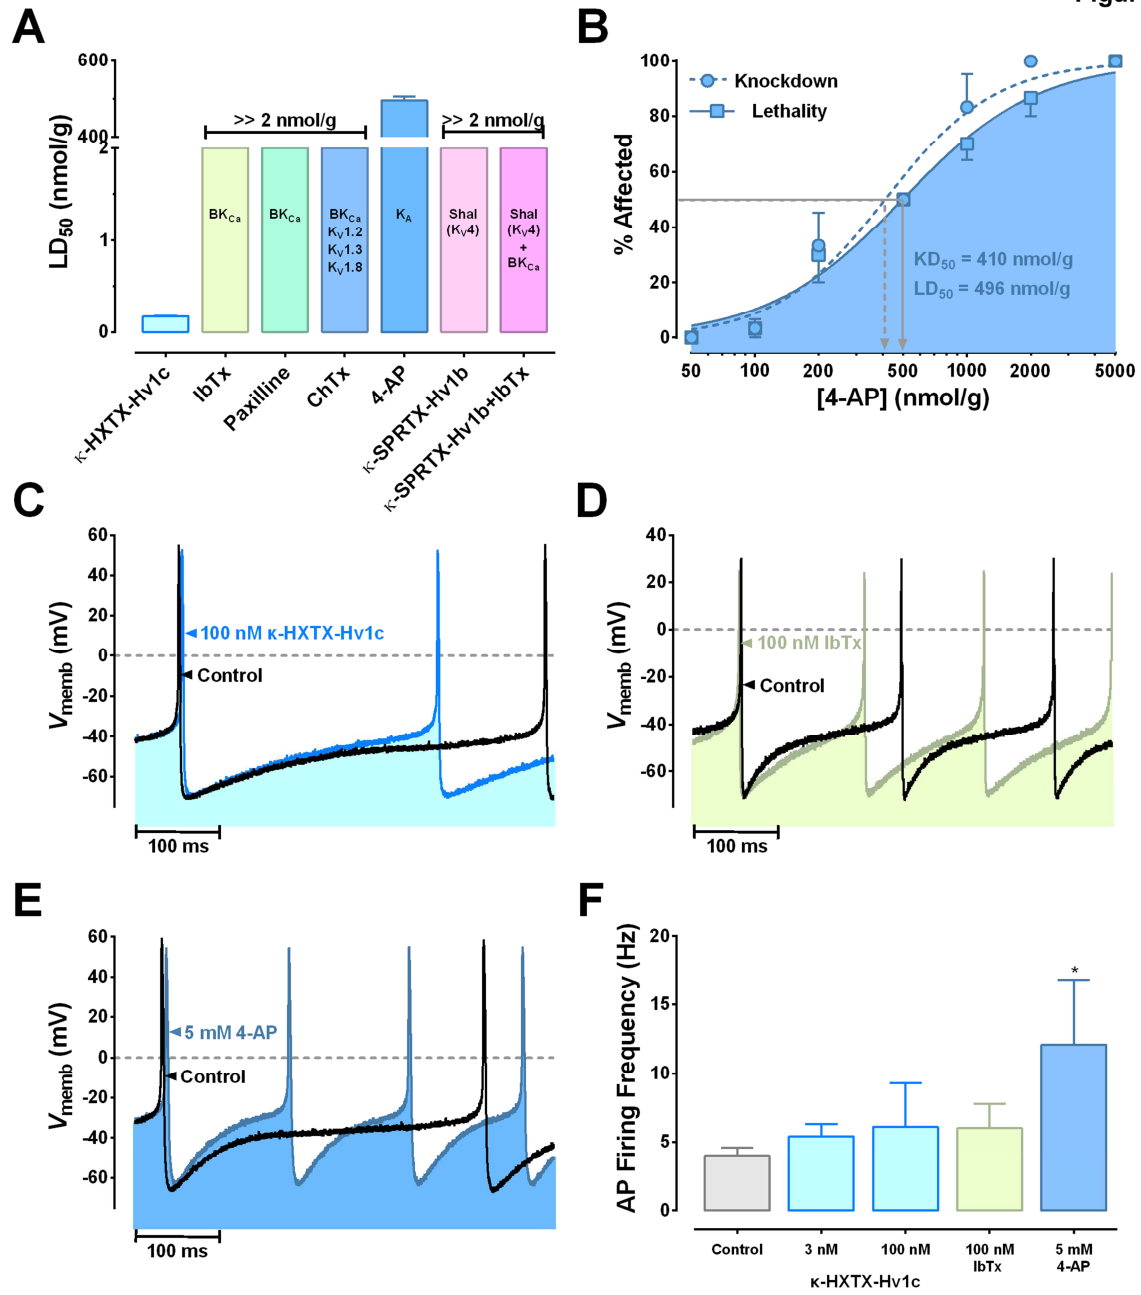 Figur
A
600
400
2
1
0
LD50 (nmol/g)
>> 2 nmol/g
>> 2 nmol/g
BKCa
BKCa
BKCa
KV1.2
KV1.3
KV1.8
KA
Shal
(KV4)
Shal
(KV4)
+
BKCa
κ-HXTX-Hv1c
IbTx
Paxilline
ChTx
4-AP
κ-SPRTX-Hv1b
κ-SPRTX-Hv1b+IbTx
B
100
80
60
40
20
0
% Affected
Knockdown
Lethality
KD50 = 410 nmol/g
LD50 = 496 nmol/g
50
100
200
500
1000
2000
5000
[4-AP] (nmol/g)
C
60
40
20
0
-20
-40
-60
Vmemb (mV)
100 nM κ-HXTX-Hv1c
Control
100 ms
D
40
20
0
-20
-40
-60
Vmemb (mV)
100 nM IbTx
Control
100 ms
E
60
40
20
0
-20
-40
-60
Vmemb (mV)
5 mM 4-AP
Control
100 ms
F
20
15
10
5
0
AP Firing Frequency (Hz)
*
Control
3 nM
100 nM
100 nM
IbTx
5 mM
4-AP
κ-HXTX-Hv1c